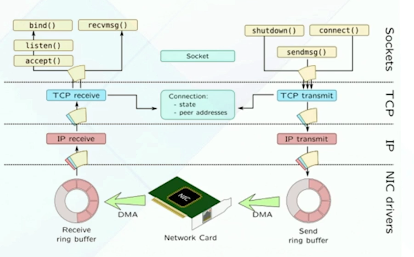 bind()
recvmsg()
listen()
accept()
Socket
shutdown()
connect()
sendmsg()
Sockets
TCP receive
Connection:
- state
- peer addresses
TCP transmit
TCP
IP receive
IP transmit
IP
NIC drivers
Receive
ring buffer
DMA
NIC
Network Card
DMA
Send
ring buffer